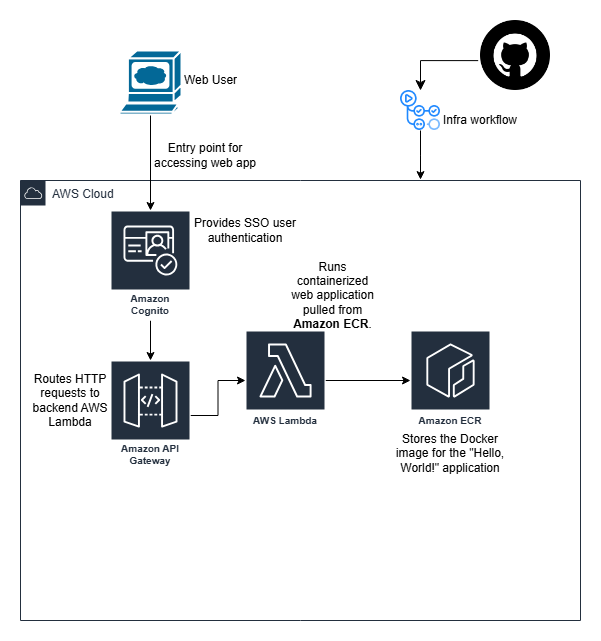 Web User
Infra workflow
Entry point for
accessing web app
AWS Cloud
Provides SSO user
authentication
Amazon
Cognito
Runs
containerized
web application
pulled from
Amazon ECR.
Routes HTTP
requests to
backend AWS
Lambda
</>
Amazon API
Gateway
AWS Lambda
Amazon ECR
Stores the Docker
image for the "Hello,
World!" application